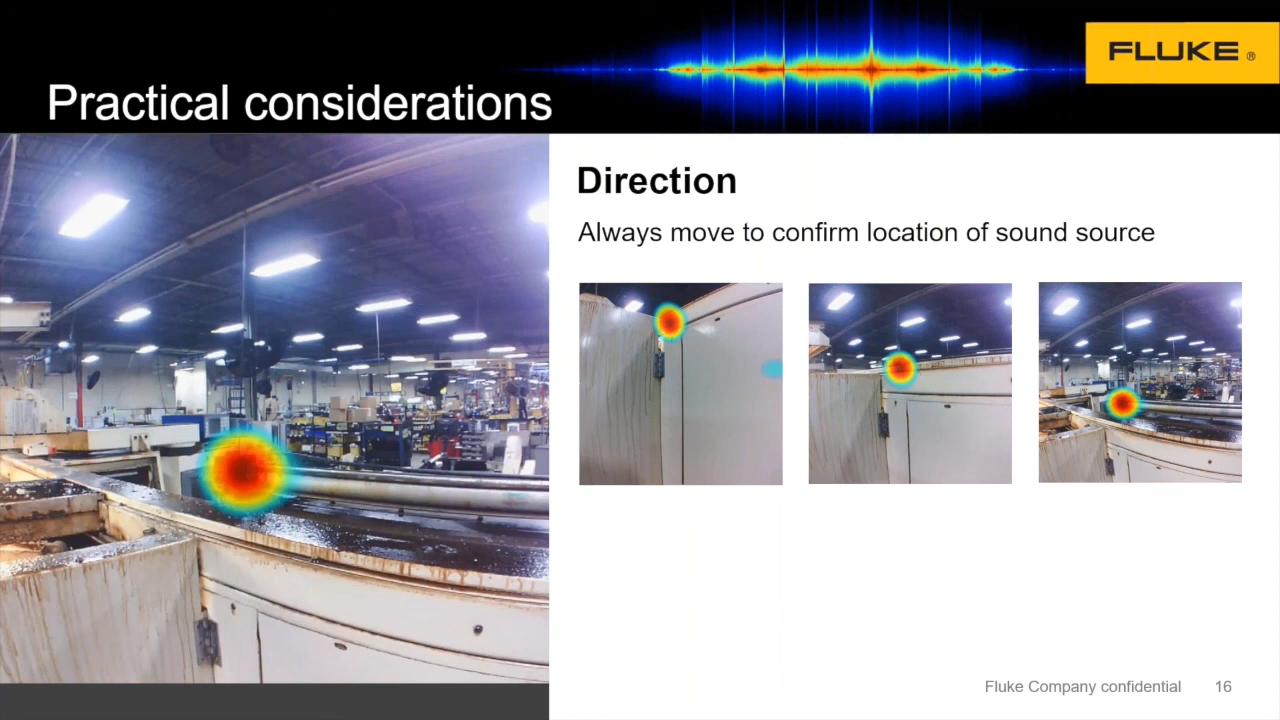 FLUKE ®
Practical considerations
Direction
Always move to confirm location of sound source
Fluke Company confidential 16